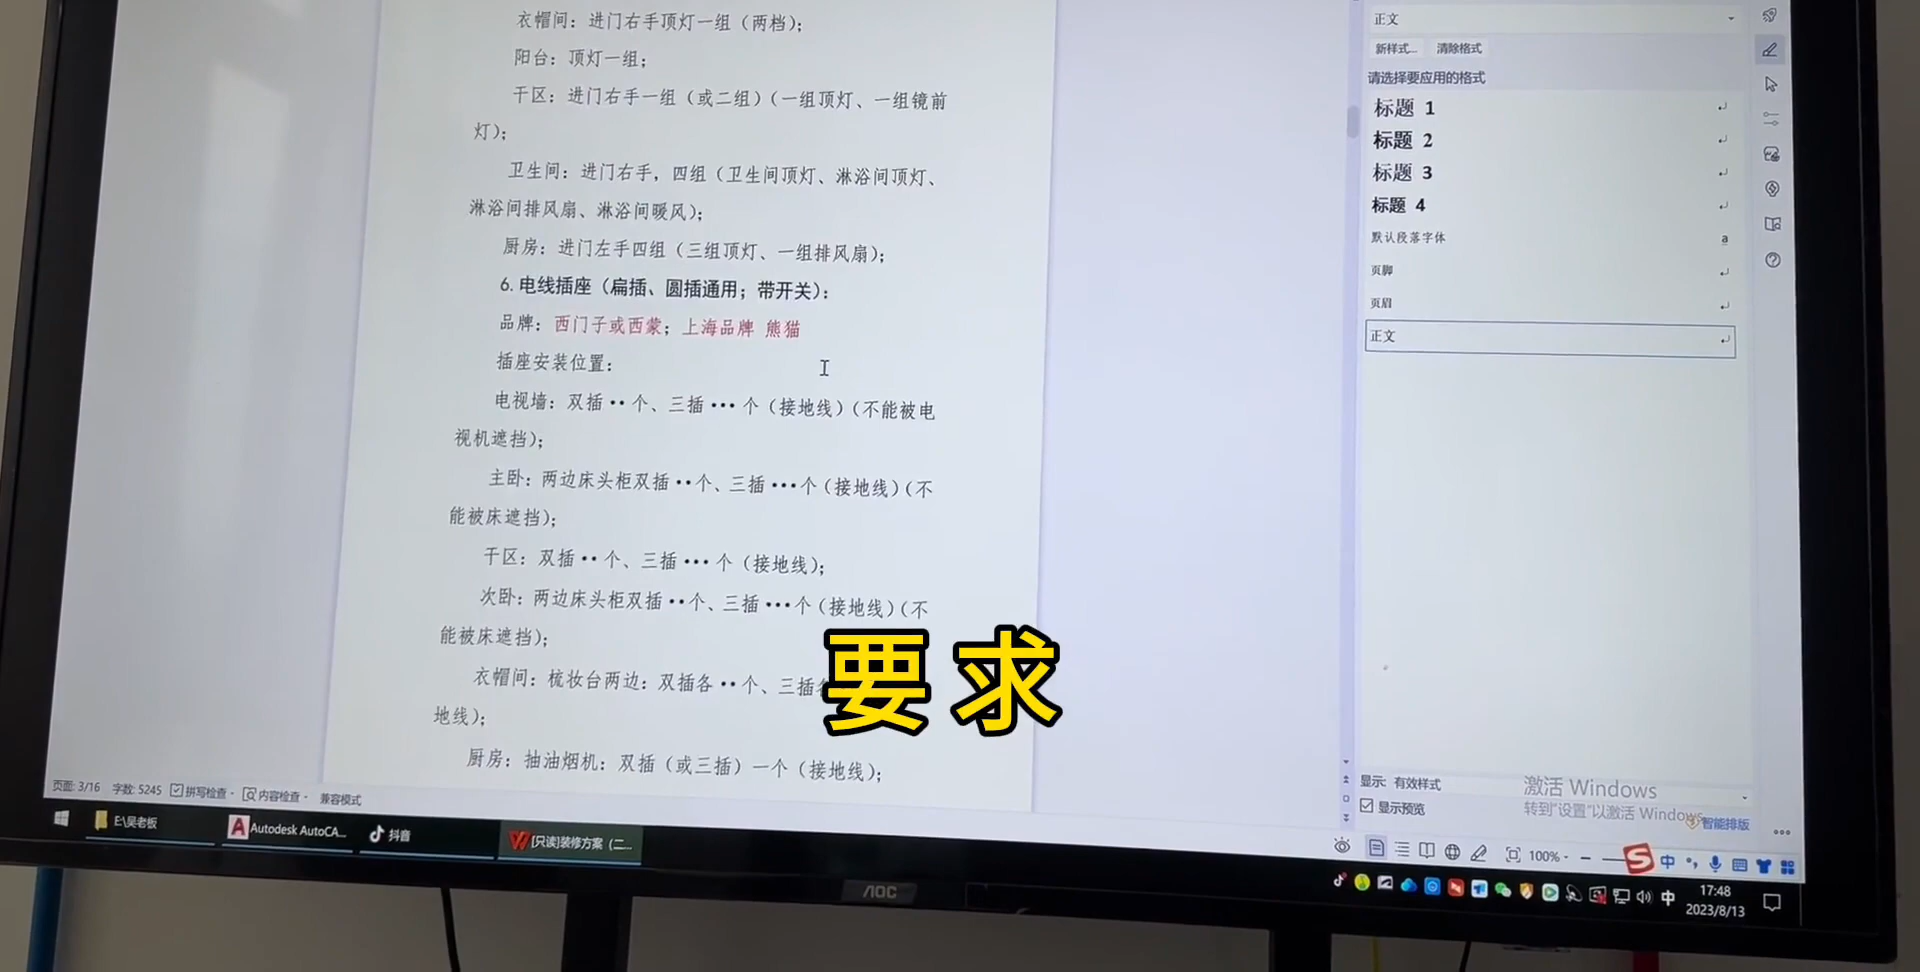 衣帽间：进门右手顶灯一组（两档）；
阳台：顶灯一组；
干区：进门右手一组（或二组）（一组顶灯、一组镜前
灯）；
卫生间：进门右手，四组（卫生间顶灯、淋浴间顶灯、
淋浴间排风扇、淋浴间暖风）；
厨房：进门左手四组（三组顶灯、一组排风扇）；
6.电线插座（扁插、圆插通用；带开关）：
品牌：西门子或西蒙；上海品牌 熊猫
插座安装位置：
电视墙：双插••个、三插•••个（接地线）（不能被电
视机遮挡）；
主卧：两边床头柜双插••个、三插•••个（接地线）（不
能被床遮挡）；
干区：双插••个、三插•••个（接地线）；
次卧：两边床头柜双插••个、三插•••个（接地线）（不
能被床遮挡）；
衣帽间：梳妆台两边：双插各••个、三插
地线）；
厨房：抽油烟机：双插（或三插）一个（接地线）；
要求
正文
新样式... 清除格式
请选择要应用的格式
标题 1
标题 2
标题 3
标题 4
默认段落字体 a
页脚
页眉
正文
显示：有效样式
显示预览
激活 Windows
转到"设置"以激活 Windows
智能排版
页面: 3/16 字数: 5245 拼写检查 内容检查 兼容模式
100%
E:\吴老板
Autodesk AutoCA...
抖音
[只读]装修方案（二...
中
中
17:48
2023/8/13
AOC